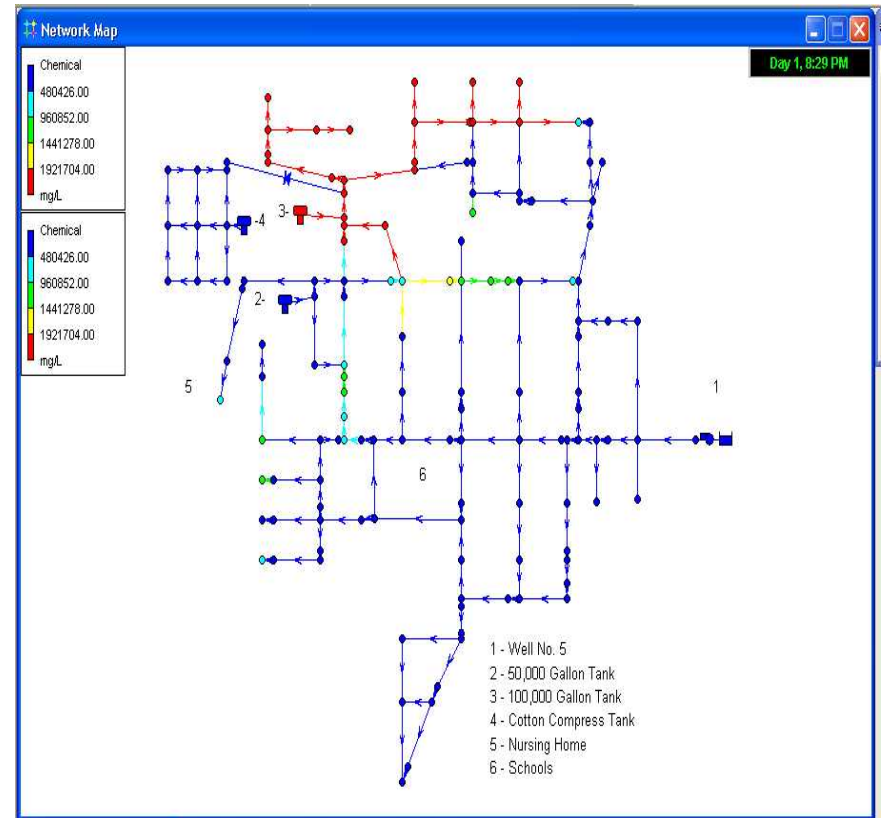 Network Map
Day 1, 8:29 PM
Chemical
480426.00
960852.00
1441278.00
1921704.00
mg/L
Chemical
480426.00
960852.00
1441278.00
1921704.00
mg/L
3-
-4
2-
5
1
6
1 - Well No. 5
2 - 50,000 Gallon Tank
3 - 100,000 Gallon Tank
4 - Cotton Compress Tank
5 - Nursing Home
6 - Schools